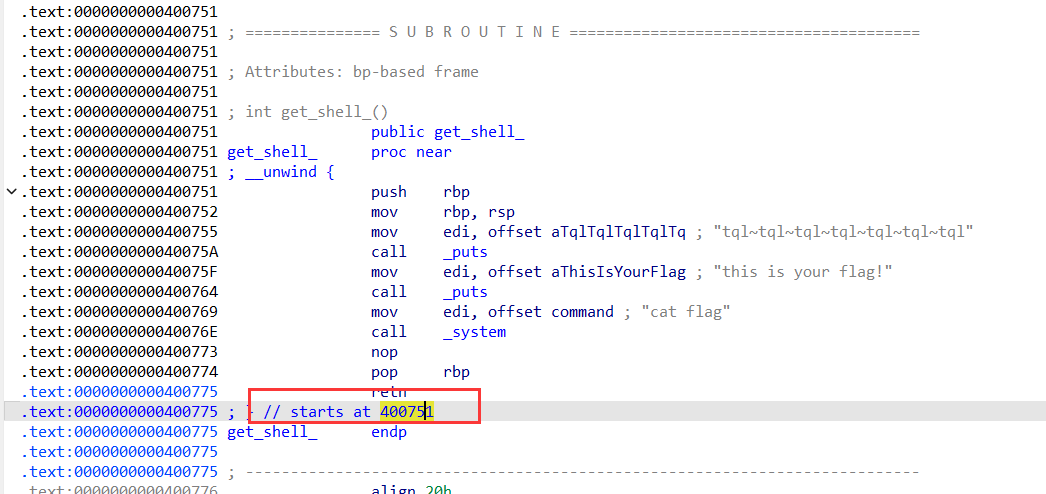 .text:0000000000400751
.text:0000000000400751 ; =============== S U B R O U T I N E =======================================
.text:0000000000400751
.text:0000000000400751 ; Attributes: bp-based frame
.text:0000000000400751
.text:0000000000400751 ; int get_shell_()
.text:0000000000400751 public get_shell_
.text:0000000000400751 get_shell_ proc near
.text:0000000000400751 ; __unwind {
.text:0000000000400751 push rbp
.text:0000000000400752 mov rbp, rsp
.text:0000000000400755 mov edi, offset aTqlTqlTqlTqlTq ; "tql~tql~tql~tql~tql~tql~tql"
.text:000000000040075A call _puts
.text:000000000040075F mov edi, offset aThisIsYourFlag ; "this is your flag!"
.text:0000000000400764 call _puts
.text:0000000000400769 mov edi, offset command ; "cat flag"
.text:000000000040076E call _system
.text:0000000000400773 nop
.text:0000000000400774 pop rbp
.text:0000000000400775 retn
.text:0000000000400775 ; } // starts at 400751
.text:0000000000400775 get_shell_ endp
.text:0000000000400775
.text:0000000000400775 ; ---------------------------------------------------------------------------
.text:0000000000400776 align 20h